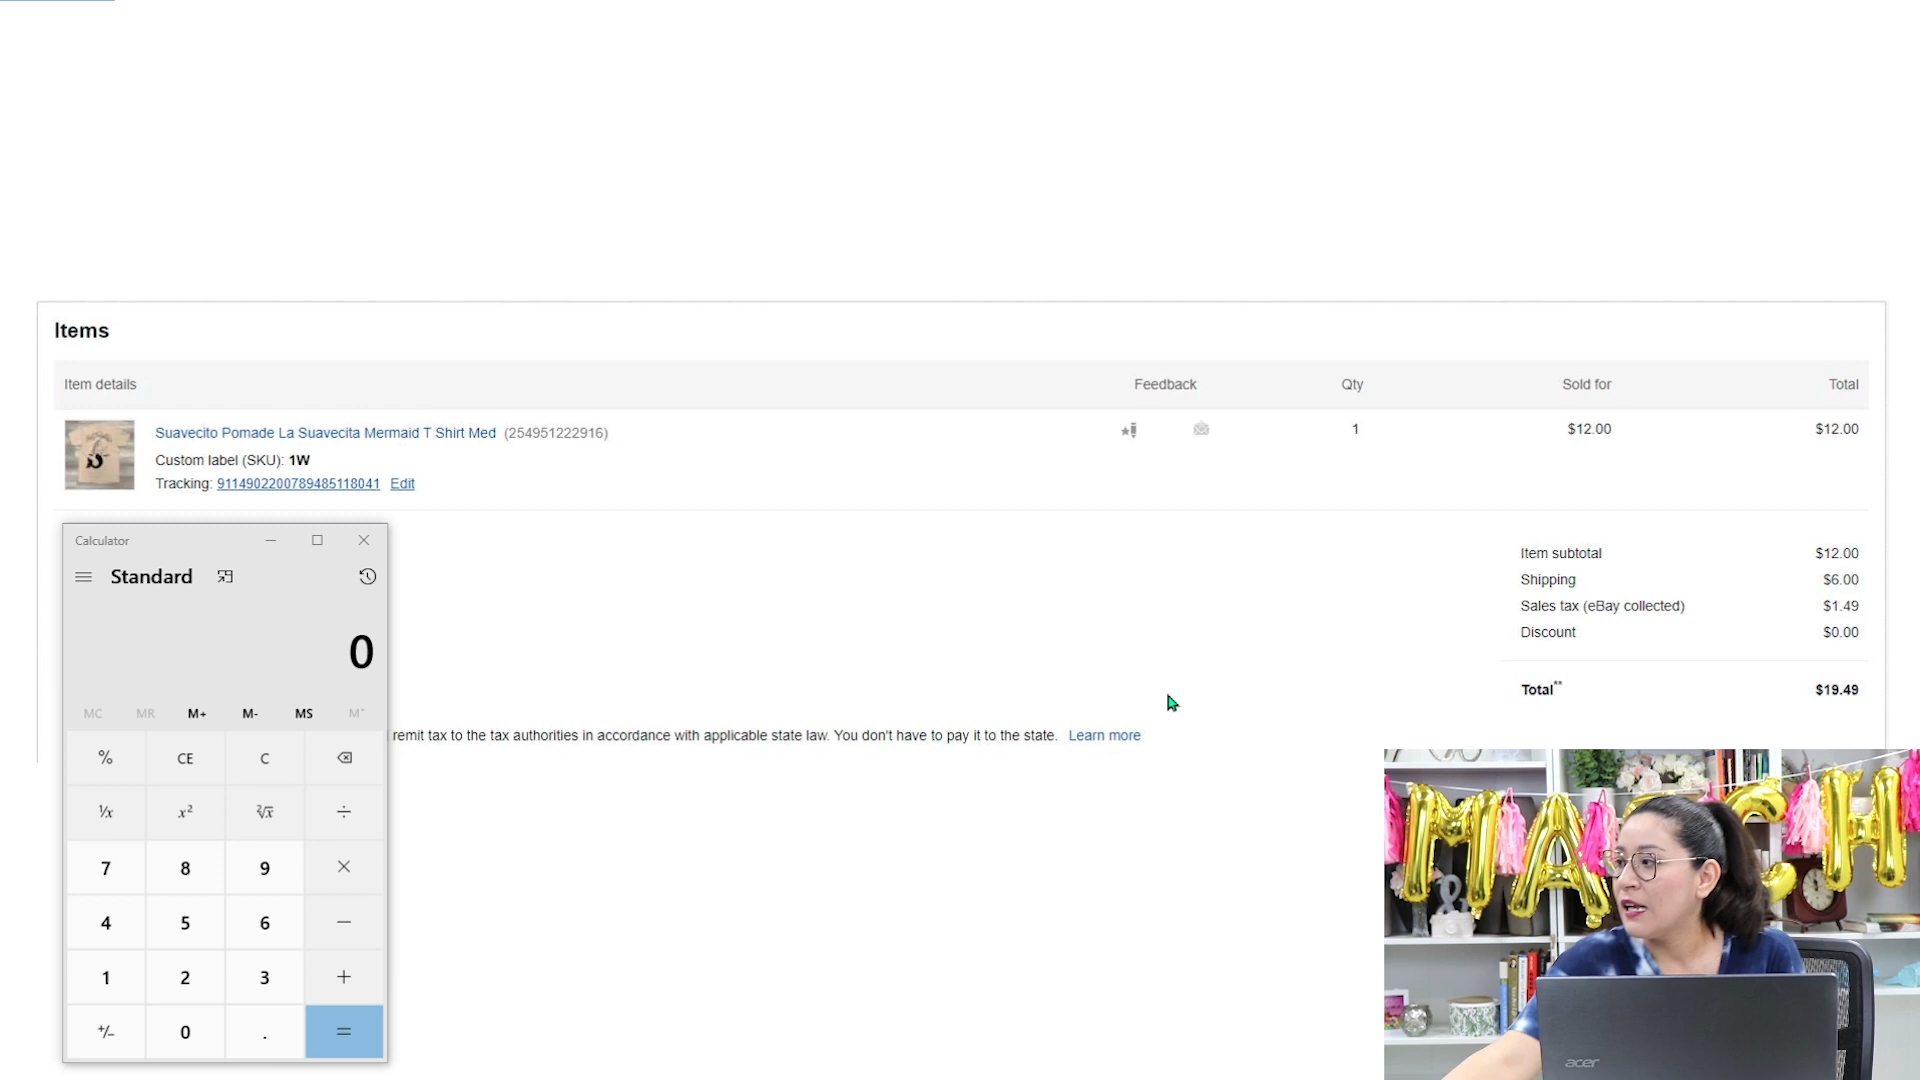 Items
Item details Feedback Qty Sold for Total
Suavecito Pomade La Suavecita Mermaid T Shirt Med (254951222916) 1 $12.00 $12.00
Custom label (SKU): 1W
Tracking: 9114902200789485118041 Edit
Item subtotal $12.00
Shipping $6.00
Sales tax (eBay collected) $1.49
Discount $0.00
Total** $19.49
remit tax to the tax authorities in accordance with applicable state law. You don't have to pay it to the state. Learn more
Calculator
Standard
0
MC MR M+ M- MS M˅
% CE C
¹/x x² ²√x ÷
7 8 9 ×
4 5 6 −
1 2 3 +
+/− 0 . =
MARCH
&
acer